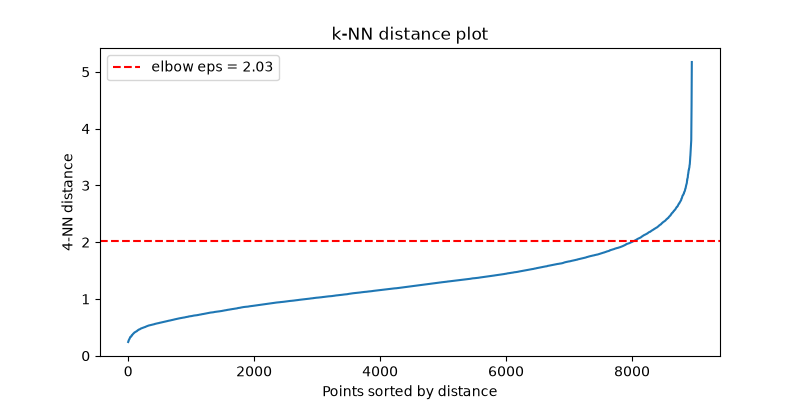 k-NN distance plot
elbow eps = 2.03
5
4
3
2
1
0
4-NN distance
0 2000 4000 6000 8000
Points sorted by distance